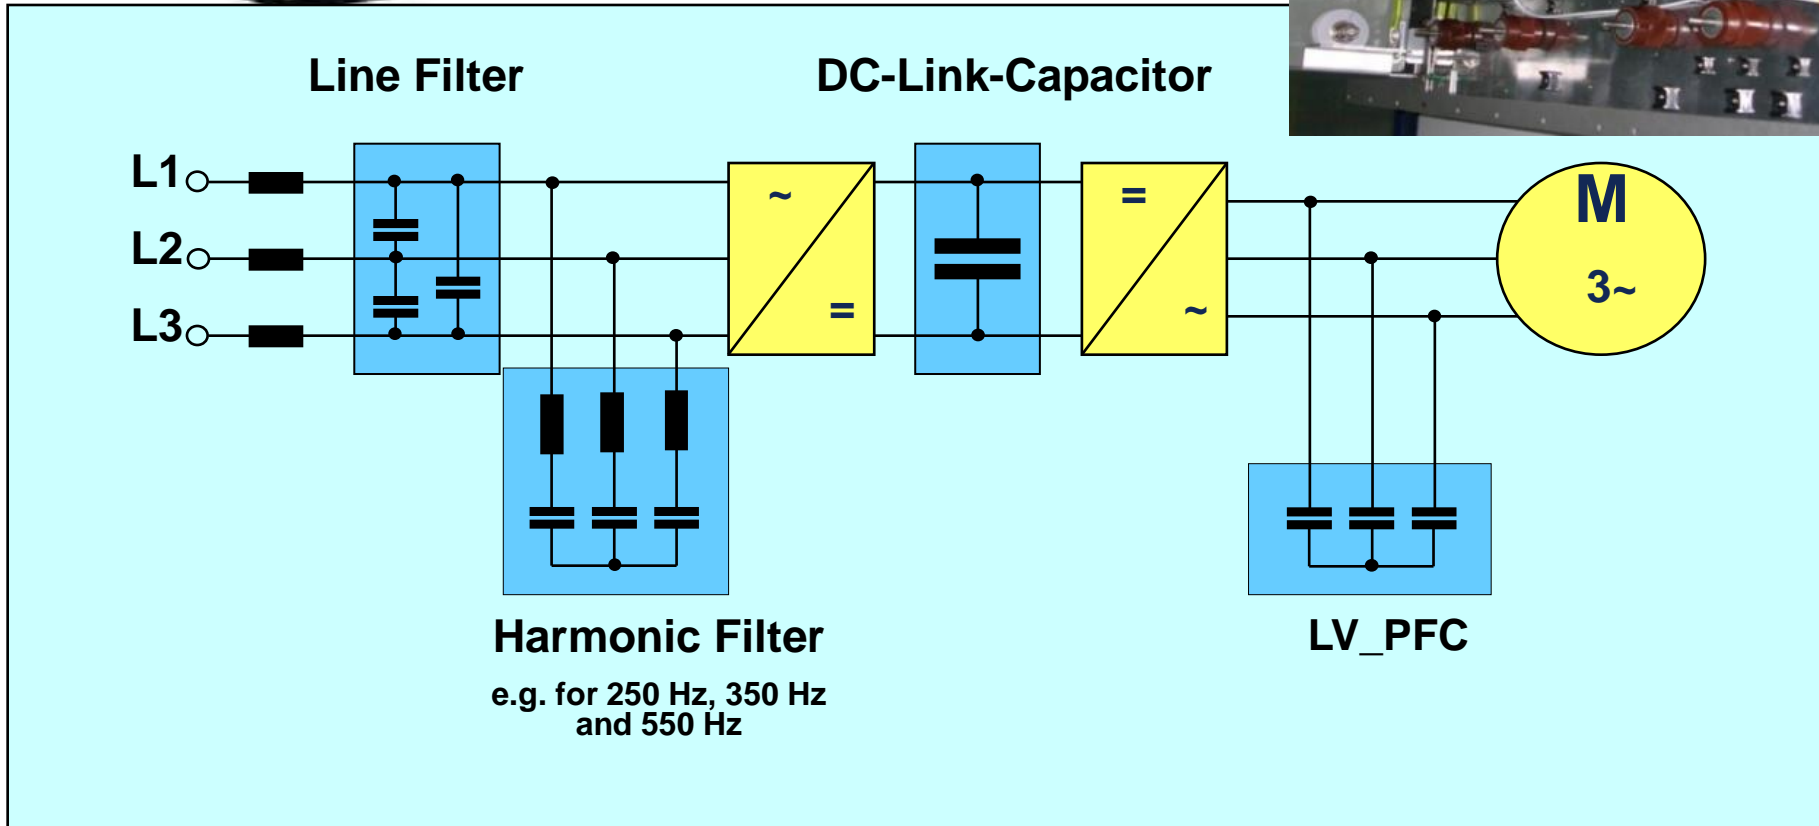 Line Filter
DC-Link-Capacitor
L1
L2
L3
~
=
=
~
M
3~
Harmonic Filter
e.g. for 250 Hz, 350 Hz
and 550 Hz
LV_PFC